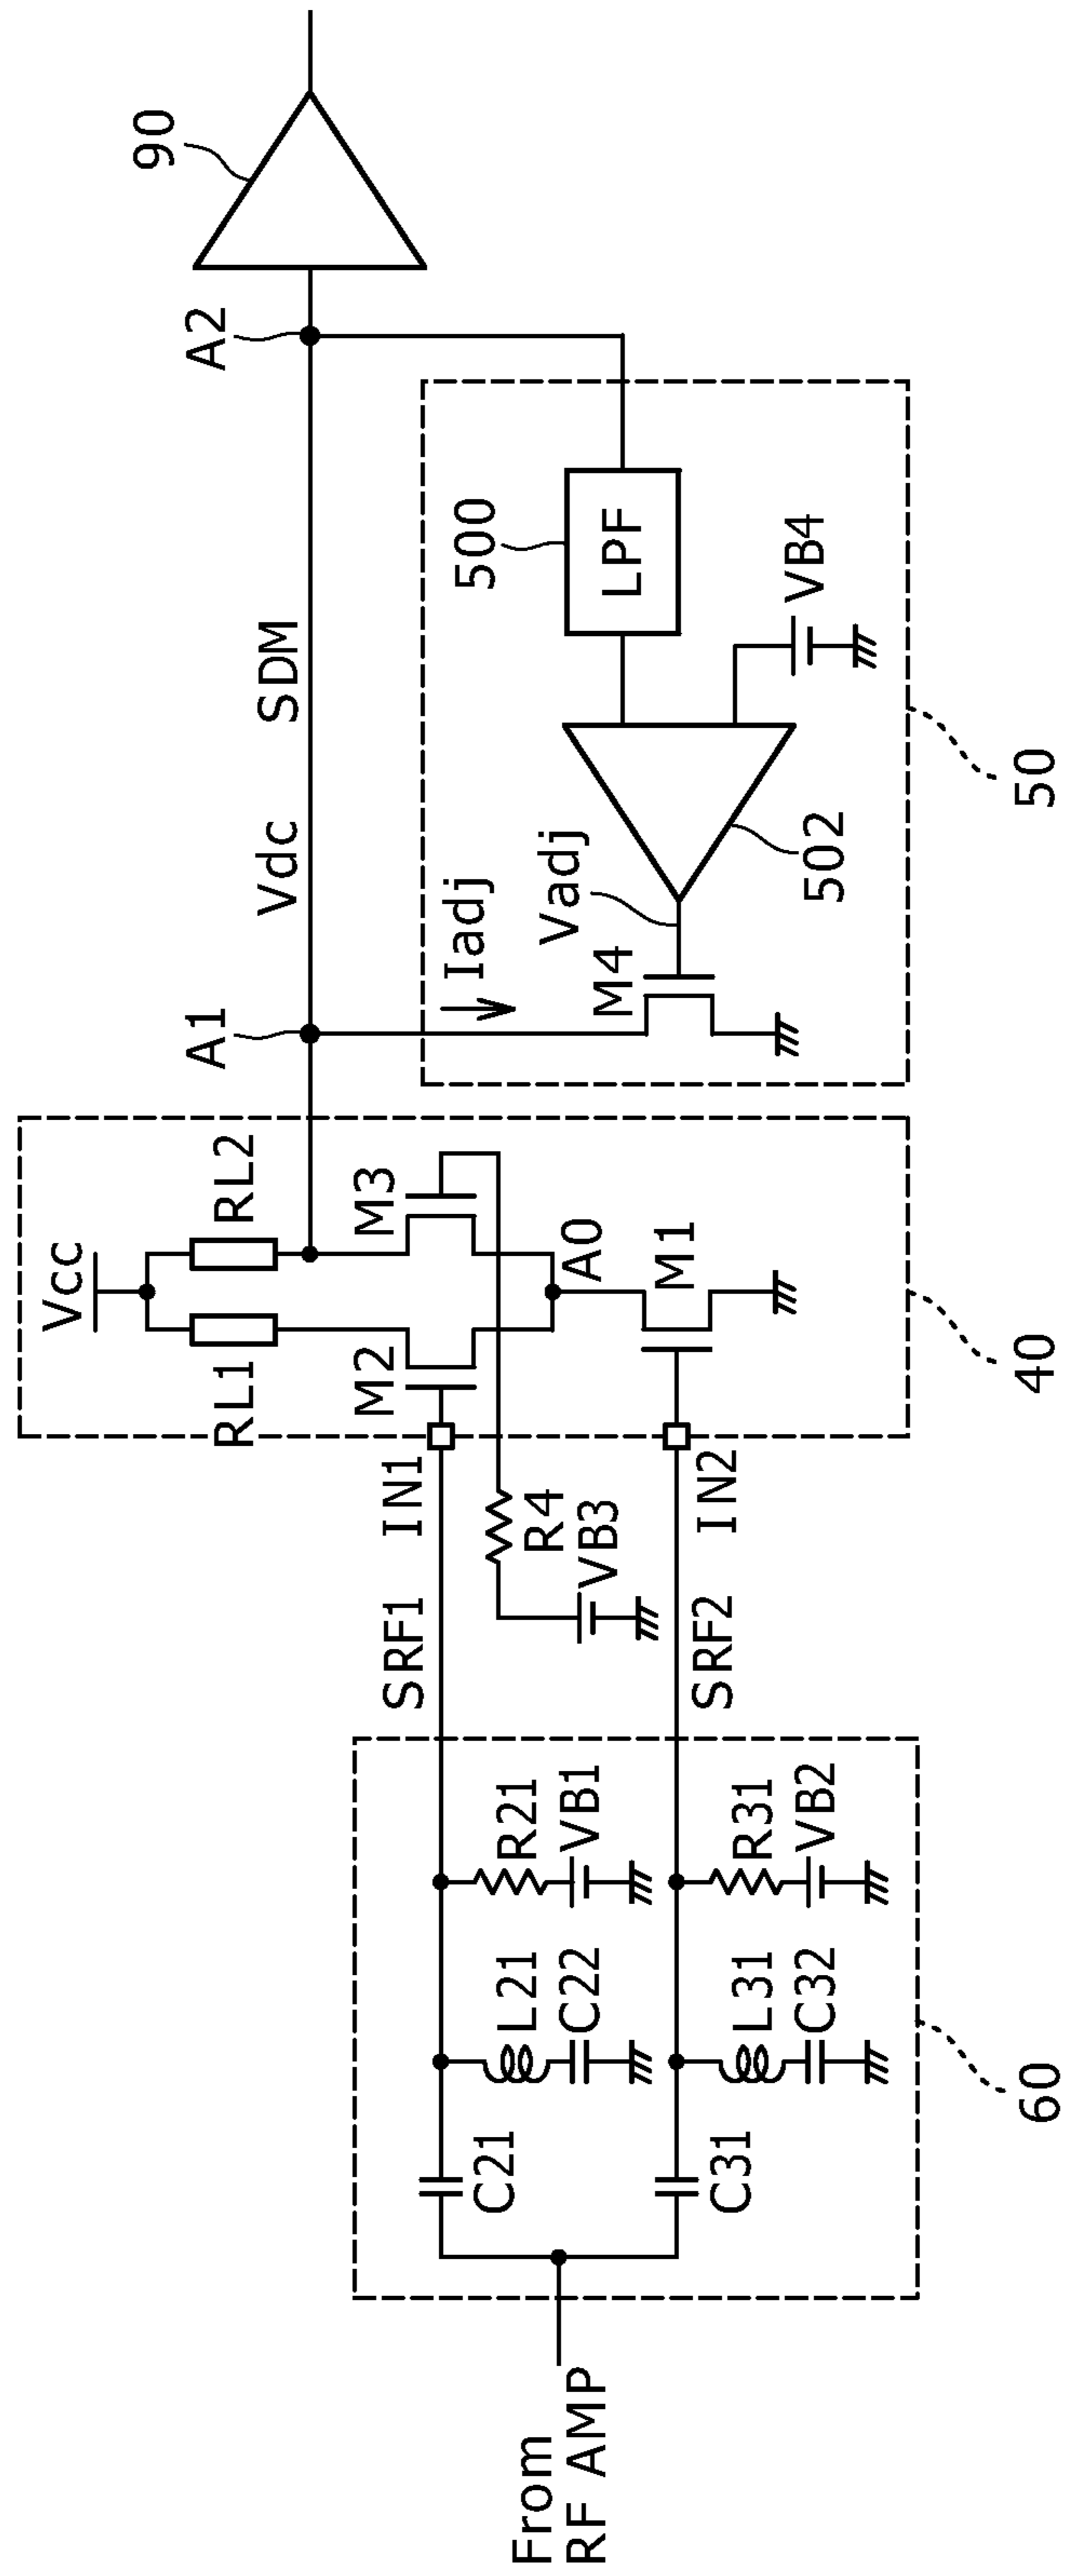 From
RF AMP
C21
C31
L21
C22
L31
C32
R21
VB1
R31
VB2
60
SRF1
SRF2
IN1
IN2
R4
VB3
Vcc
RL1
RL2
M2
M3
A0
M1
40
A1
Vdc
SDM
A2
Iadj
Vadj
M4
502
500
LPF
VB4
50
90